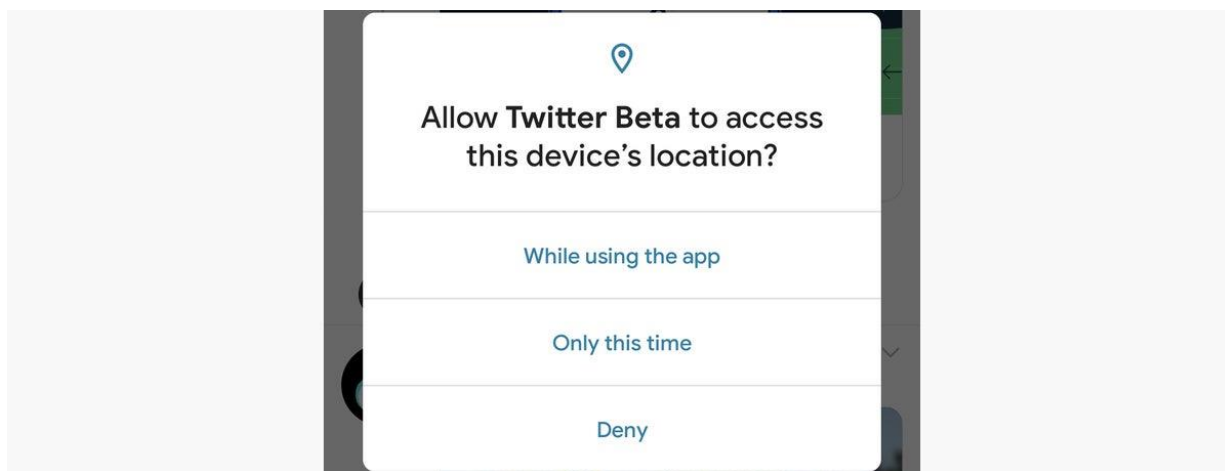 Allow Twitter Beta to access
this device’s location?
While using the app
Only this time
Deny